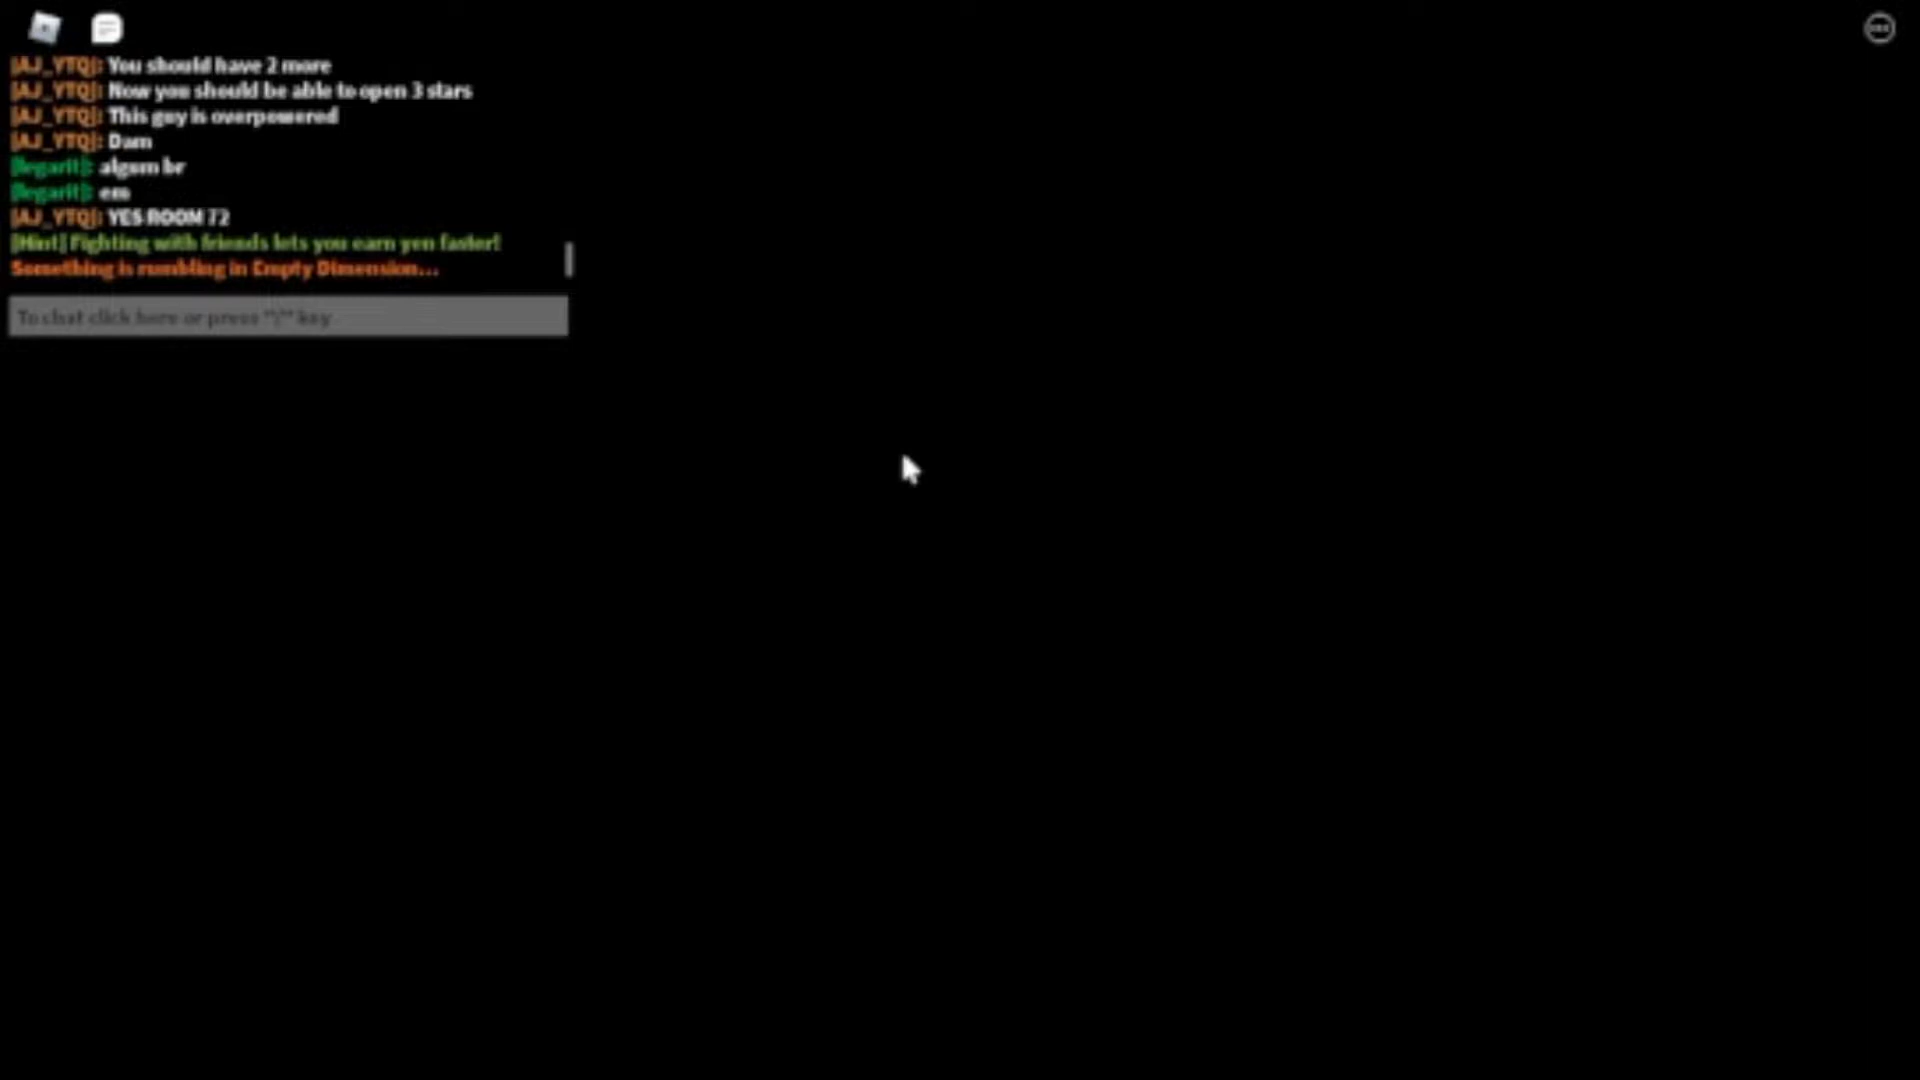 [AJ_YTQ]: You should have 2 more
[AJ_YTQ]: Now you should be able to open 3 stars
[AJ_YTQ]: This guy is overpowered
[AJ_YTQ]: Dam
algum br
em
[AJ_YTQ]: YES ROOM 72
[Hint] Fighting with friends lets you earn yen faster!
Something is rumbling in Empty Dimension...
To chat click here or press "/" key